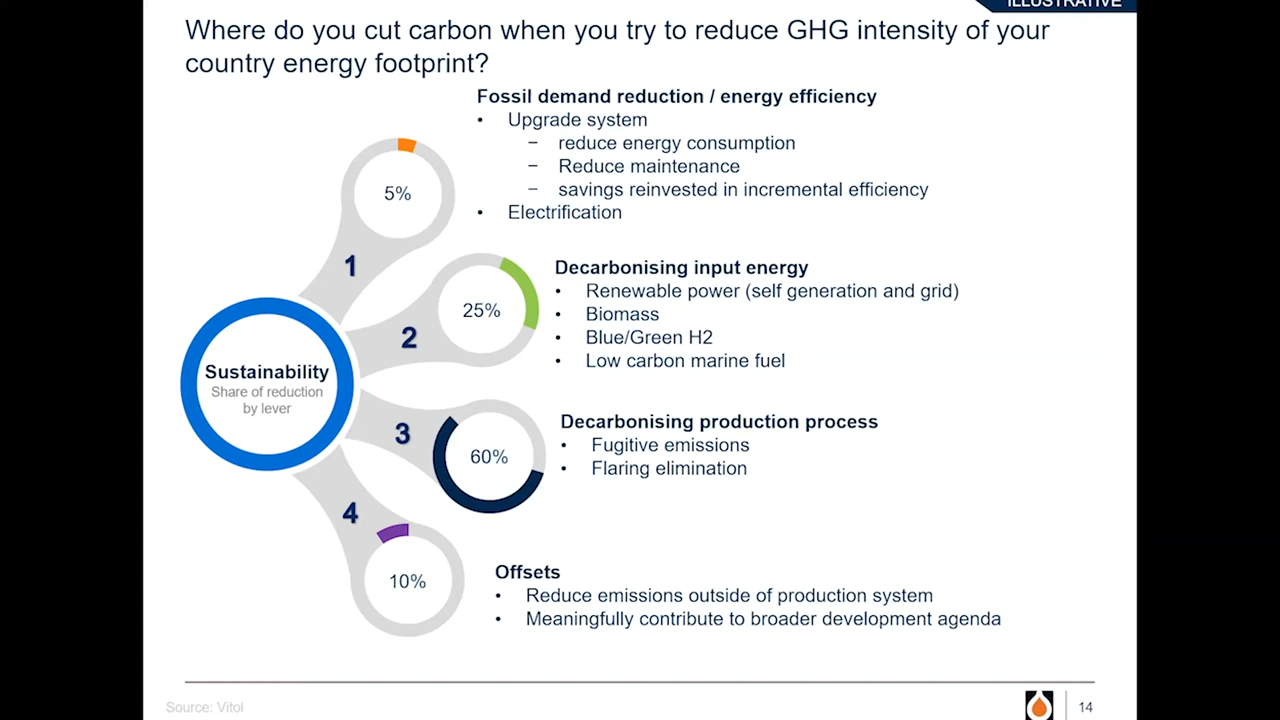 ILLUSTRATIVE
Where do you cut carbon when you try to reduce GHG intensity of your
country energy footprint?
Fossil demand reduction / energy efficiency
• Upgrade system
− reduce energy consumption
− Reduce maintenance
− savings reinvested in incremental efficiency
• Electrification
5%
1
Decarbonising input energy
• Renewable power (self generation and grid)
• Biomass
• Blue/Green H2
• Low carbon marine fuel
25%
2
Sustainability
Share of reduction
by lever
Decarbonising production process
• Fugitive emissions
• Flaring elimination
3
60%
4
10%
Offsets
• Reduce emissions outside of production system
• Meaningfully contribute to broader development agenda
Source: Vitol
14